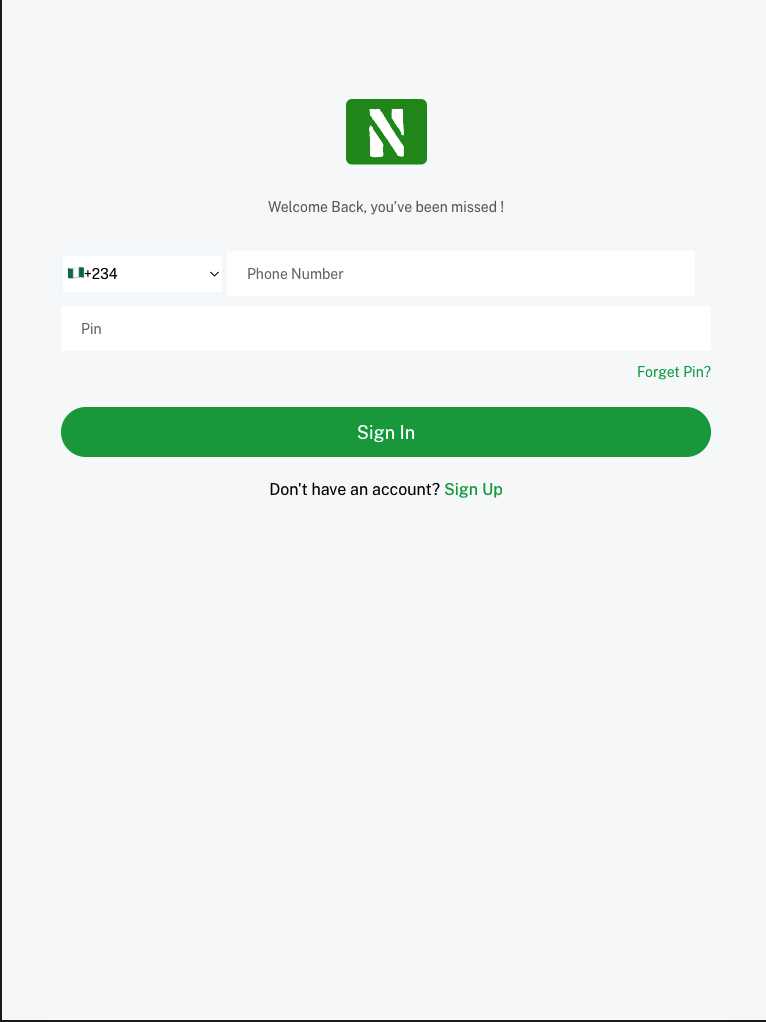 N
Welcome Back, you've been missed !
+234 Phone Number
Pin
Forget Pin?
Sign In
Don't have an account? Sign Up